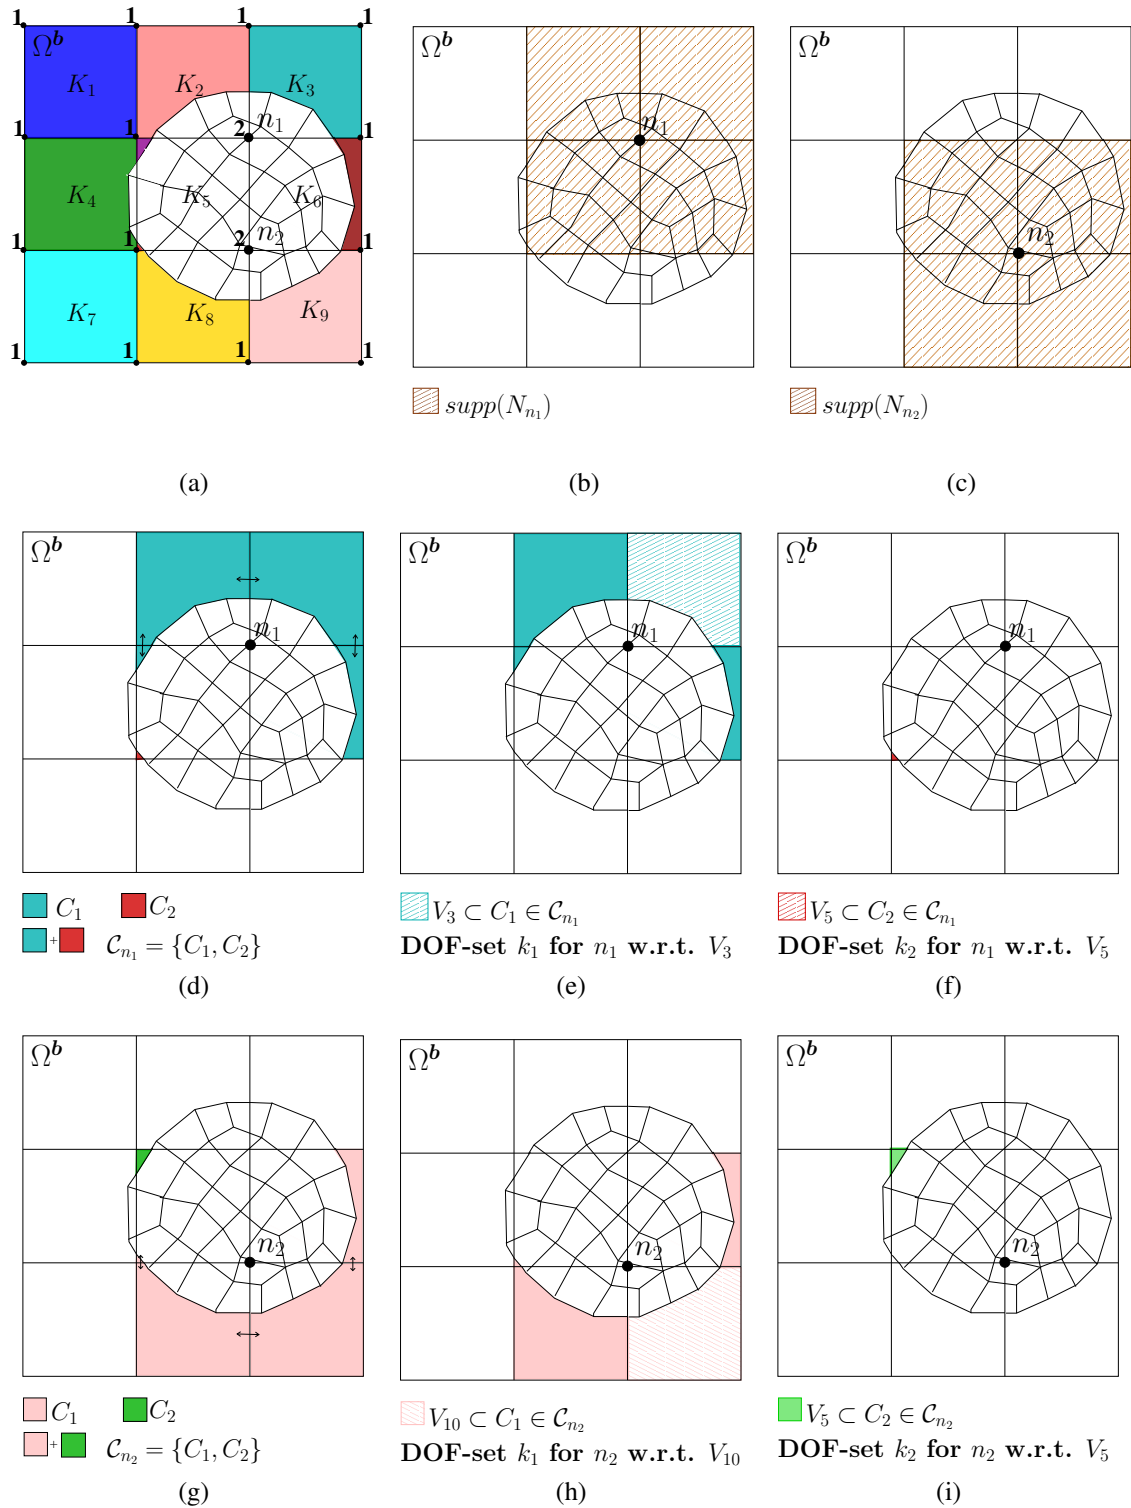 1 1 1
Ω^b Ω^b Ω^b
K_1 K_2 K_3
1 1 2 n_1 1 n_1
K_4 K_5 K_6
1 1 2 n_2 1 n_2
K_7 K_8 K_9
1 1 1 1
supp(N_{n_1}) supp(N_{n_2})
(a) (b) (c)
Ω^b Ω^b Ω^b
n_1 n_1 n_1
C_1 C_2 V_3 ⊂ C_1 ∈ 𝒞_{n_1} V_5 ⊂ C_2 ∈ 𝒞_{n_1}
+ 𝒞_{n_1} = {C_1, C_2} DOF-set k_1 for n_1 w.r.t. V_3 DOF-set k_2 for n_1 w.r.t. V_5
(d) (e) (f)
Ω^b Ω^b Ω^b
n_2 n_2 n_2
C_1 C_2 V_{10} ⊂ C_1 ∈ 𝒞_{n_2} V_5 ⊂ C_2 ∈ 𝒞_{n_2}
+ 𝒞_{n_2} = {C_1, C_2} DOF-set k_1 for n_2 w.r.t. V_{10} DOF-set k_2 for n_2 w.r.t. V_5
(g) (h) (i)